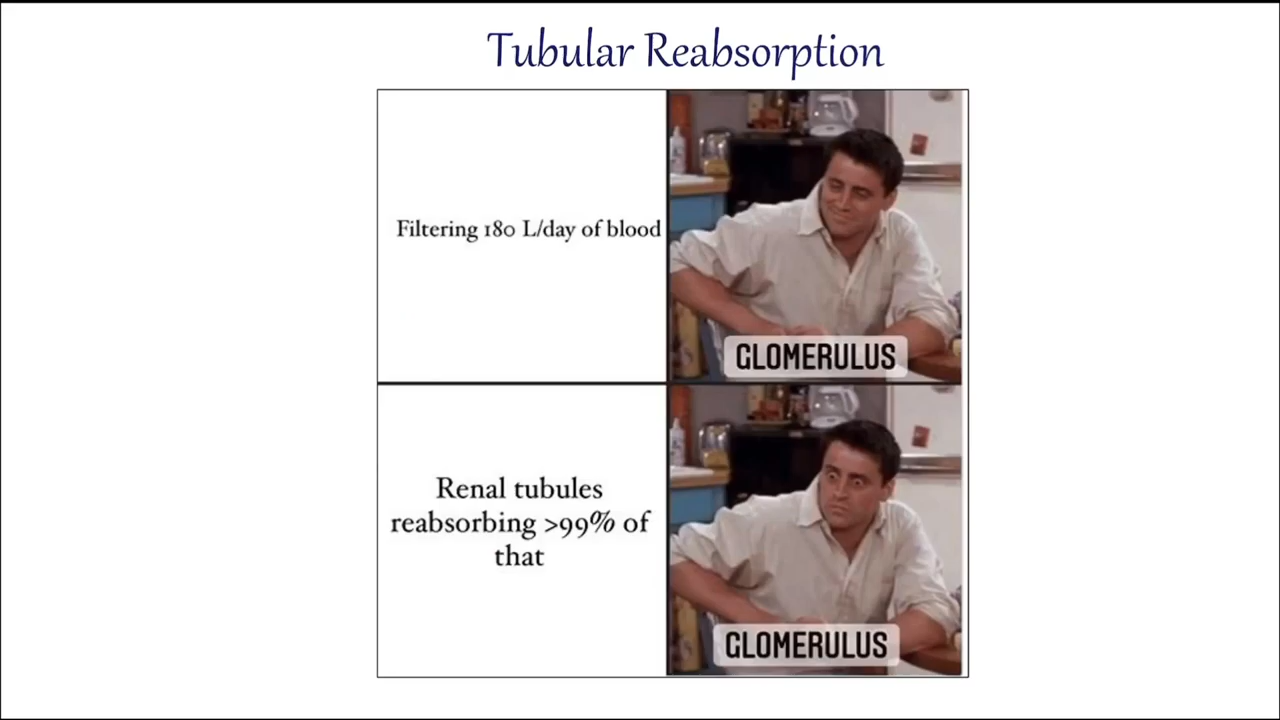 Tubular Reabsorption
Filtering 180 L/day of blood
GLOMERULUS
Renal tubules
reabsorbing >99% of
that
GLOMERULUS